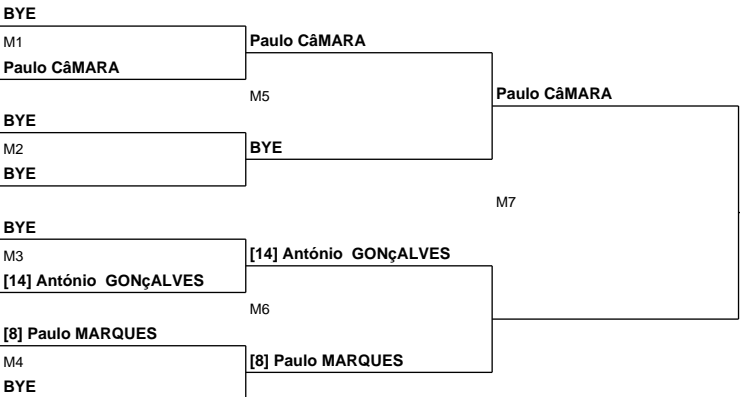 BYE
M1
Paulo CâMARA
Paulo CâMARA
M5
Paulo CâMARA
BYE
M2
BYE
BYE
M7
BYE
M3
[14] António  GONçALVES
[14] António  GONçALVES
M6
[8] Paulo MARQUES
M4
[8] Paulo MARQUES
BYE